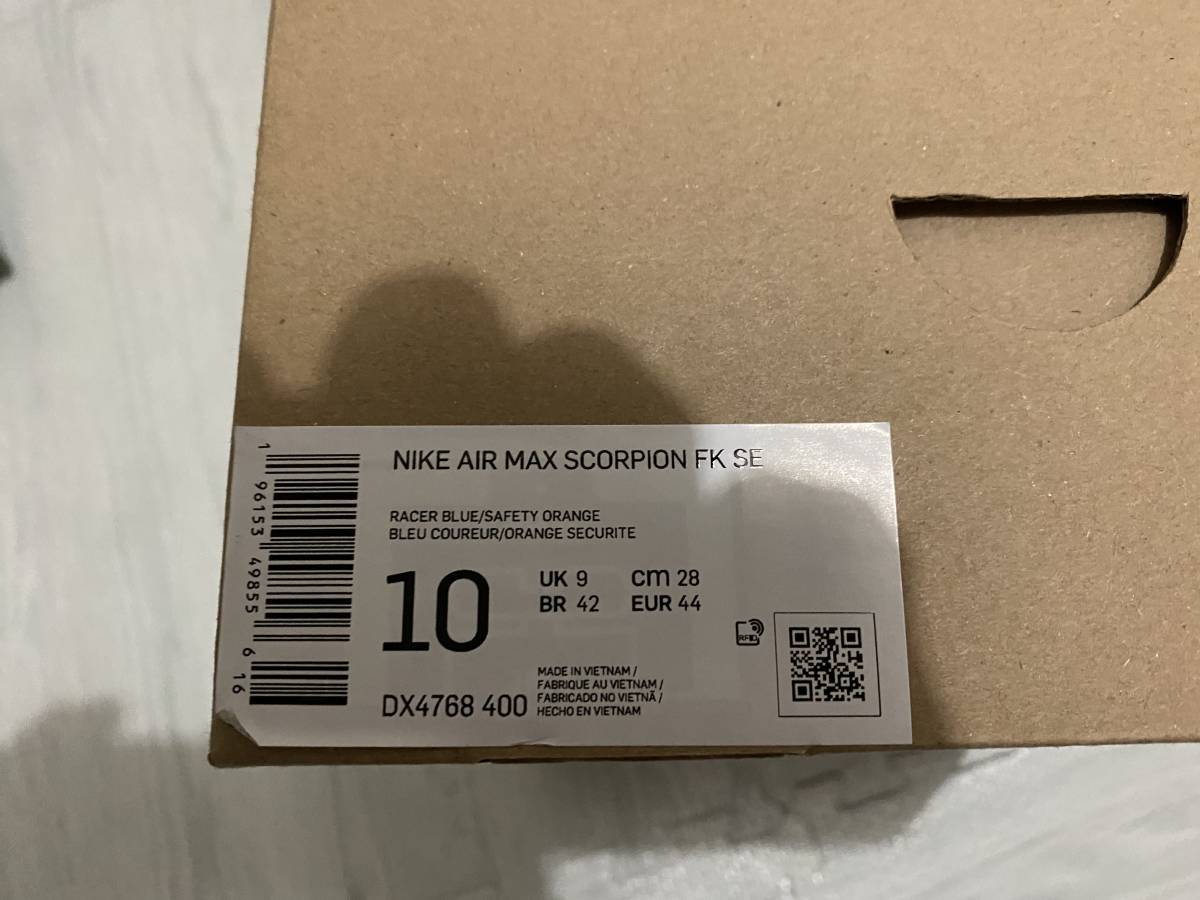 NIKE AIR MAX SCORPION FK SE
RACER BLUE/SAFETY ORANGE
BLEU COUREUR/ORANGE SECURITE
10
UK 9 cm 28
BR 42 EUR 44
MADE IN VIETNAM /
FABRIQUE AU VIETNAM /
FABRICADO NO VIETNÃ /
HECHO EN VIETNAM
DX4768 400
RFID
1 96153 49855 6 16